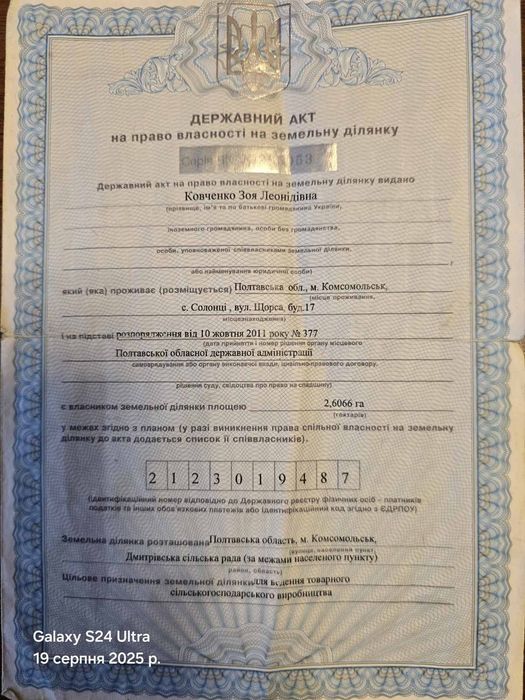 ДЕРЖАВНИЙ АКТ
на право власності на земельну ділянку
Серія
Державний акт на право власності на земельну ділянку видано
Ковченко Зоя Леонідівна
(прізвище, ім'я та по батькові громадянина України,
іноземного громадянина, особи без громадянства,
особи, уповноваженої співвласниками земельної ділянки,
або найменування юридичної особи)
який (яка) проживає (розміщується) Полтавська обл., м. Комсомольськ,
(місце проживання,
с. Солонці , вул. Щорса, буд.17
місцезнаходження)
і на підставі розпорядження від 10 жовтня 2011 року № 377
(дата прийняття і номер рішення органу місцевого
Полтавської обласної державної адміністрації
самоврядування або органу виконавчої влади, цивільно-правового договору,
рішення суду, свідоцтва про право на спадщину)
є власником земельної ділянки площею 2,6066 га
(гектарів)
у межах згідно з планом (у разі виникнення права спільної власності на земельну
ділянку до акта додається список її співвласників).
2 1 2 3 0 1 9 4 8 7
(ідентифікаційний номер відповідно до Державного реєстру фізичних осіб – платників
податків та інших обов'язкових платежів або ідентифікаційний код згідно з ЄДРПОУ)
Земельна ділянка розташована Полтавська область, м. Комсомольськ,
(вулиця, населений пункт,
Дмитрівська сільська рада (за межами населеного пункту)
район, область)
Цільове призначення земельної ділянки для ведення товарного
сільськогосподарського виробництва
Galaxy S24 Ultra
19 серпня 2025 р.